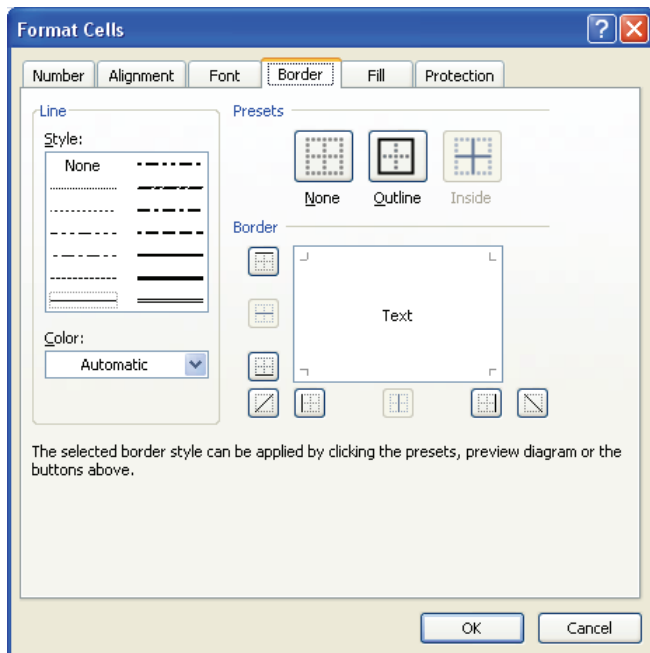 Format Cells
Number Alignment Font Border Fill Protection
Line
Style:
None
Color:
Automatic
Presets
None Outline Inside
Border
Text
The selected border style can be applied by clicking the presets, preview diagram or the
buttons above.
OK Cancel